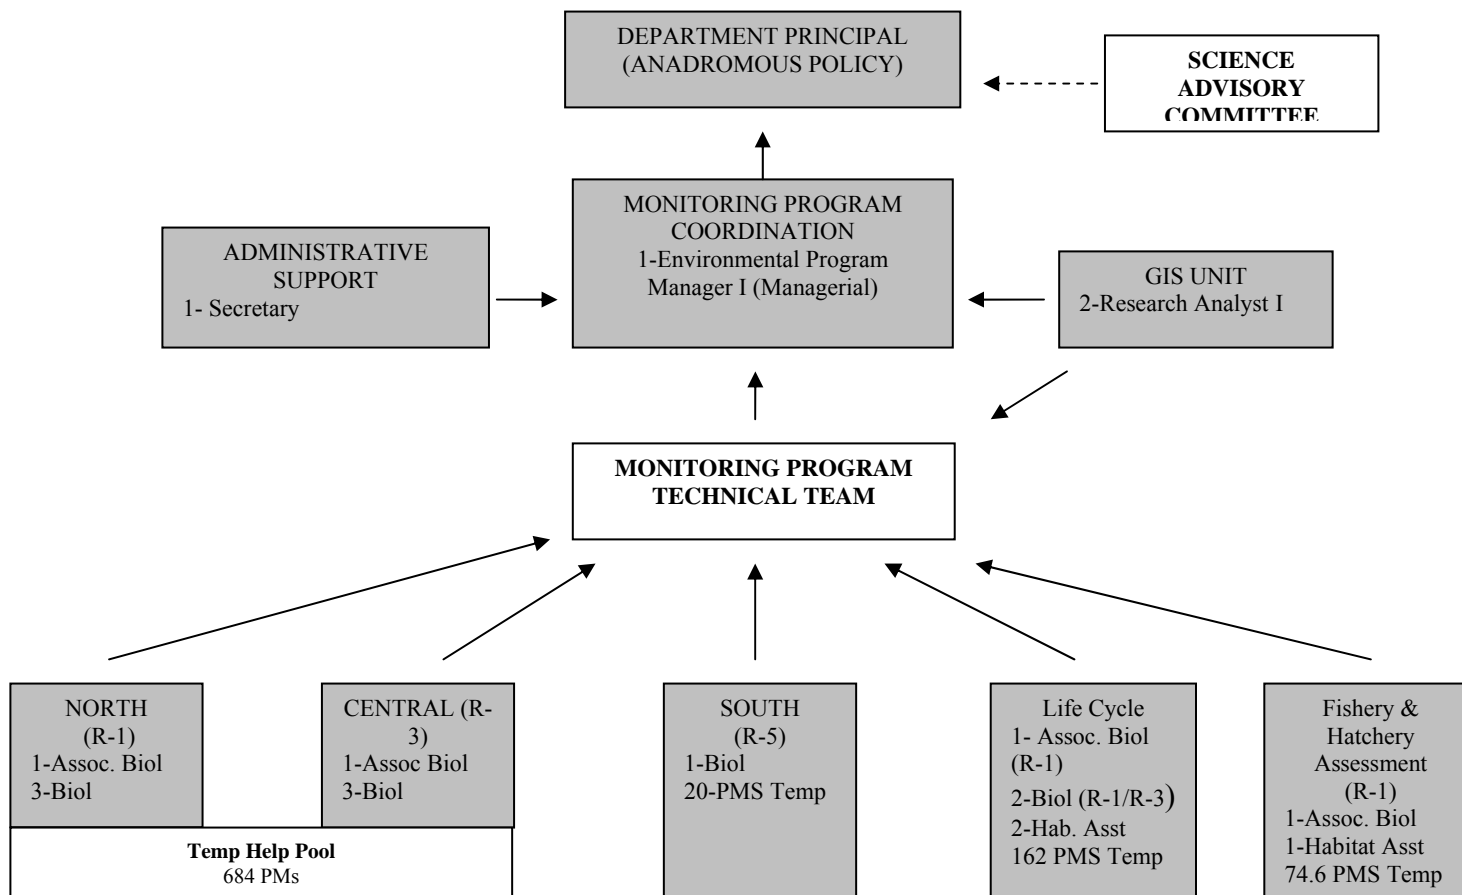 DEPARTMENT PRINCIPAL
(ANADROMOUS POLICY)
SCIENCE
ADVISORY
COMMITTEE
MONITORING PROGRAM
COORDINATION
1-Environmental Program
Manager I (Managerial)
ADMINISTRATIVE
SUPPORT
1- Secretary
GIS UNIT
2-Research Analyst I
MONITORING PROGRAM
TECHNICAL TEAM
NORTH
(R-1)
1-Assoc. Biol
3-Biol
CENTRAL (R-
3)
1-Assoc Biol
3-Biol
Temp Help Pool
684 PMs
SOUTH
(R-5)
1-Biol
20-PMS Temp
Life Cycle
1- Assoc. Biol
(R-1)
2-Biol (R-1/R-3)
2-Hab. Asst
162 PMS Temp
Fishery &
Hatchery
Assessment
(R-1)
1-Assoc. Biol
1-Habitat Asst
74.6 PMS Temp